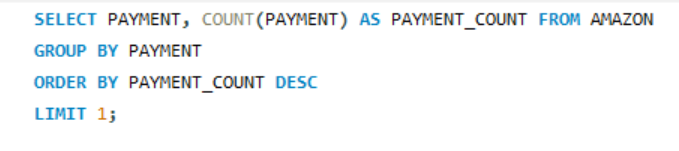 SELECT PAYMENT, COUNT(PAYMENT) AS PAYMENT_COUNT FROM AMAZON
GROUP BY PAYMENT
ORDER BY PAYMENT_COUNT DESC
LIMIT 1;